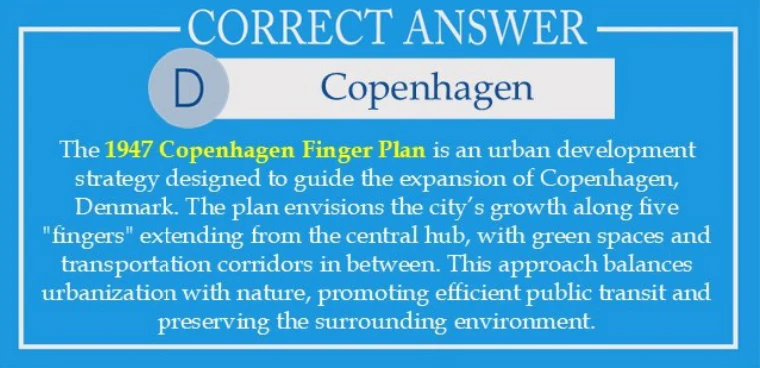 CORRECT ANSWER
D Copenhagen
The 1947 Copenhagen Finger Plan is an urban development
strategy designed to guide the expansion of Copenhagen,
Denmark. The plan envisions the city’s growth along five
"fingers" extending from the central hub, with green spaces and
transportation corridors in between. This approach balances
urbanization with nature, promoting efficient public transit and
preserving the surrounding environment.